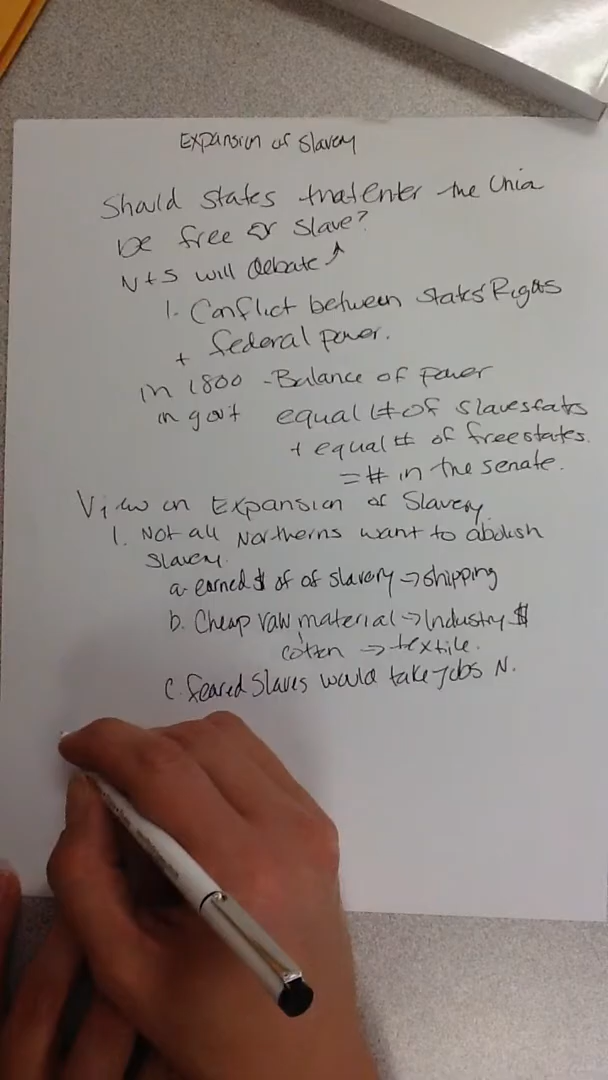 Expansion of Slavery
Should states that enter the Union
be free or slave?
N + S will debate
1. Conflict between states' Rights
+ federal power.
in 1800 - Balance of power
in gov't equal # of slave states
+ equal # of free states.
= # in the senate.
View on Expansion of Slavery
1. Not all Northerns want to abolish
Slavery.
a. earned $ of of slavery → shipping
b. Cheap raw material → Industry $
cotten → textile.
c. feared slaves would take jobs N.